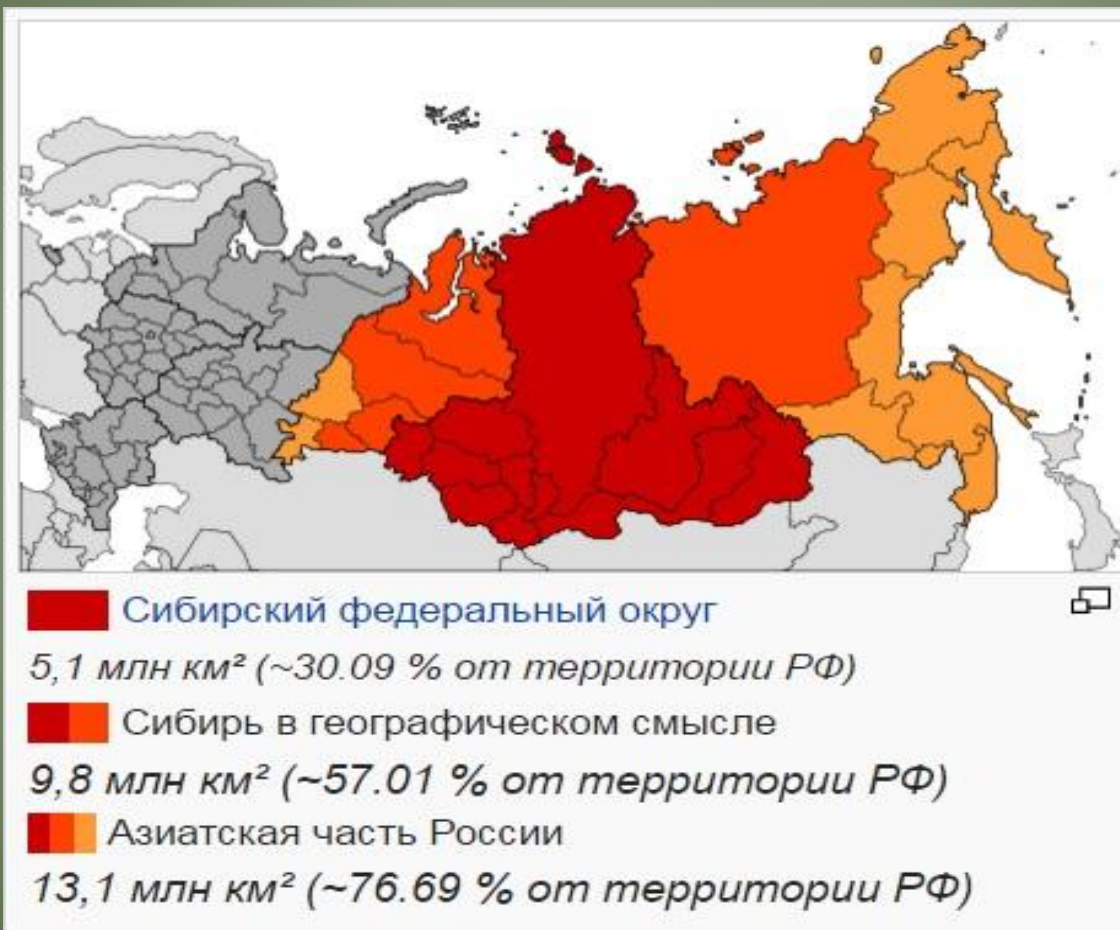 Сибирский федеральный округ
5,1 млн км² (~30.09 % от территории РФ)
Сибирь в географическом смысле
9,8 млн км² (~57.01 % от территории РФ)
Азиатская часть России
13,1 млн км² (~76.69 % от территории РФ)